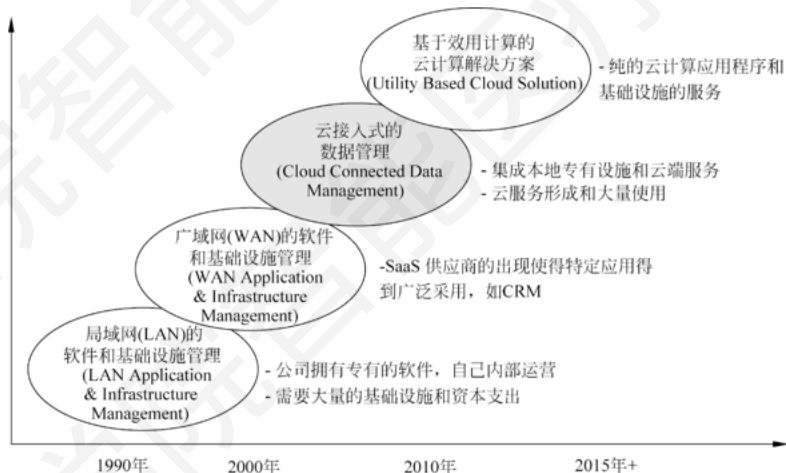 基于效用计算的
云计算解决方案
(Utility Based Cloud Solution)
- 纯的云计算应用程序和
基础设施的服务
云接入式的
数据管理
(Cloud Connected Data
Management)
- 集成本地专有设施和云端服务
- 云服务形成和大量使用
广域网(WAN)的软件
和基础设施管理
(WAN Application
& Infrastructure
Management)
-SaaS 供应商的出现使得特定应用得
到广泛采用，如CRM
局域网(LAN)的
软件和基础设施管理
(LAN Application
& Infrastructure
Management)
- 公司拥有专有的软件，自己内部运营
- 需要大量的基础设施和资本支出
1990年
2000年
2010年
2015年+